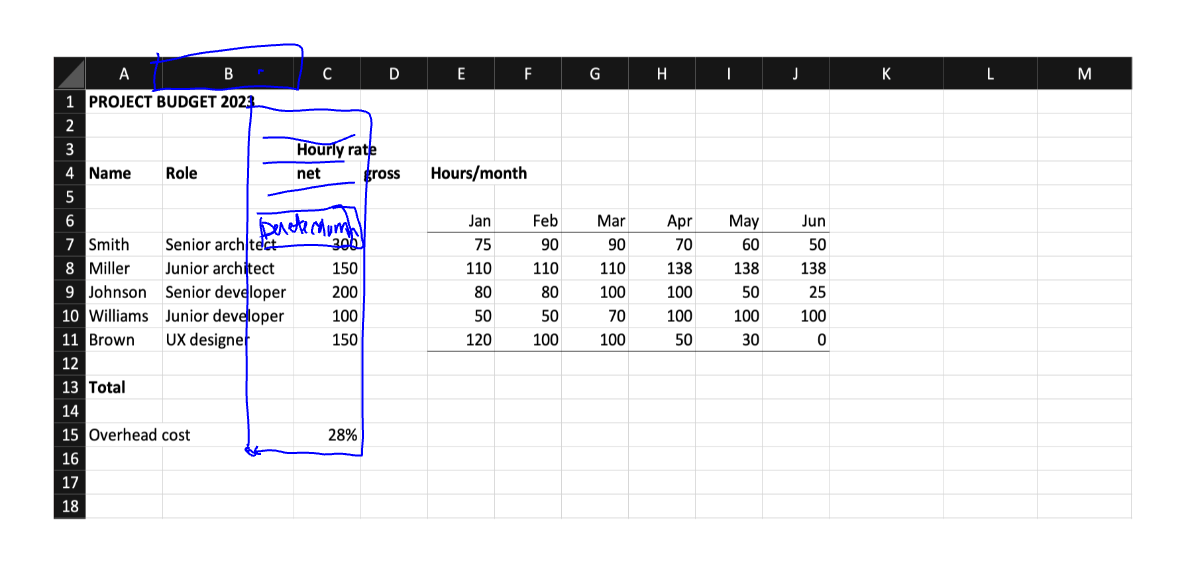 A B C D E F G H I J K L M
1 PROJECT BUDGET 2023
2
3 Hourly rate
4 Name Role net gross Hours/month
5
6 Jan Feb Mar Apr May Jun
7 Smith Senior architect 300 75 90 90 70 60 50
8 Miller Junior architect 150 110 110 110 138 138 138
9 Johnson Senior developer 200 80 80 100 100 50 25
10 Williams Junior developer 100 50 50 70 100 100 100
11 Brown UX designer 150 120 100 100 50 30 0
12
13 Total
14
15 Overhead cost 28%
16
17
18